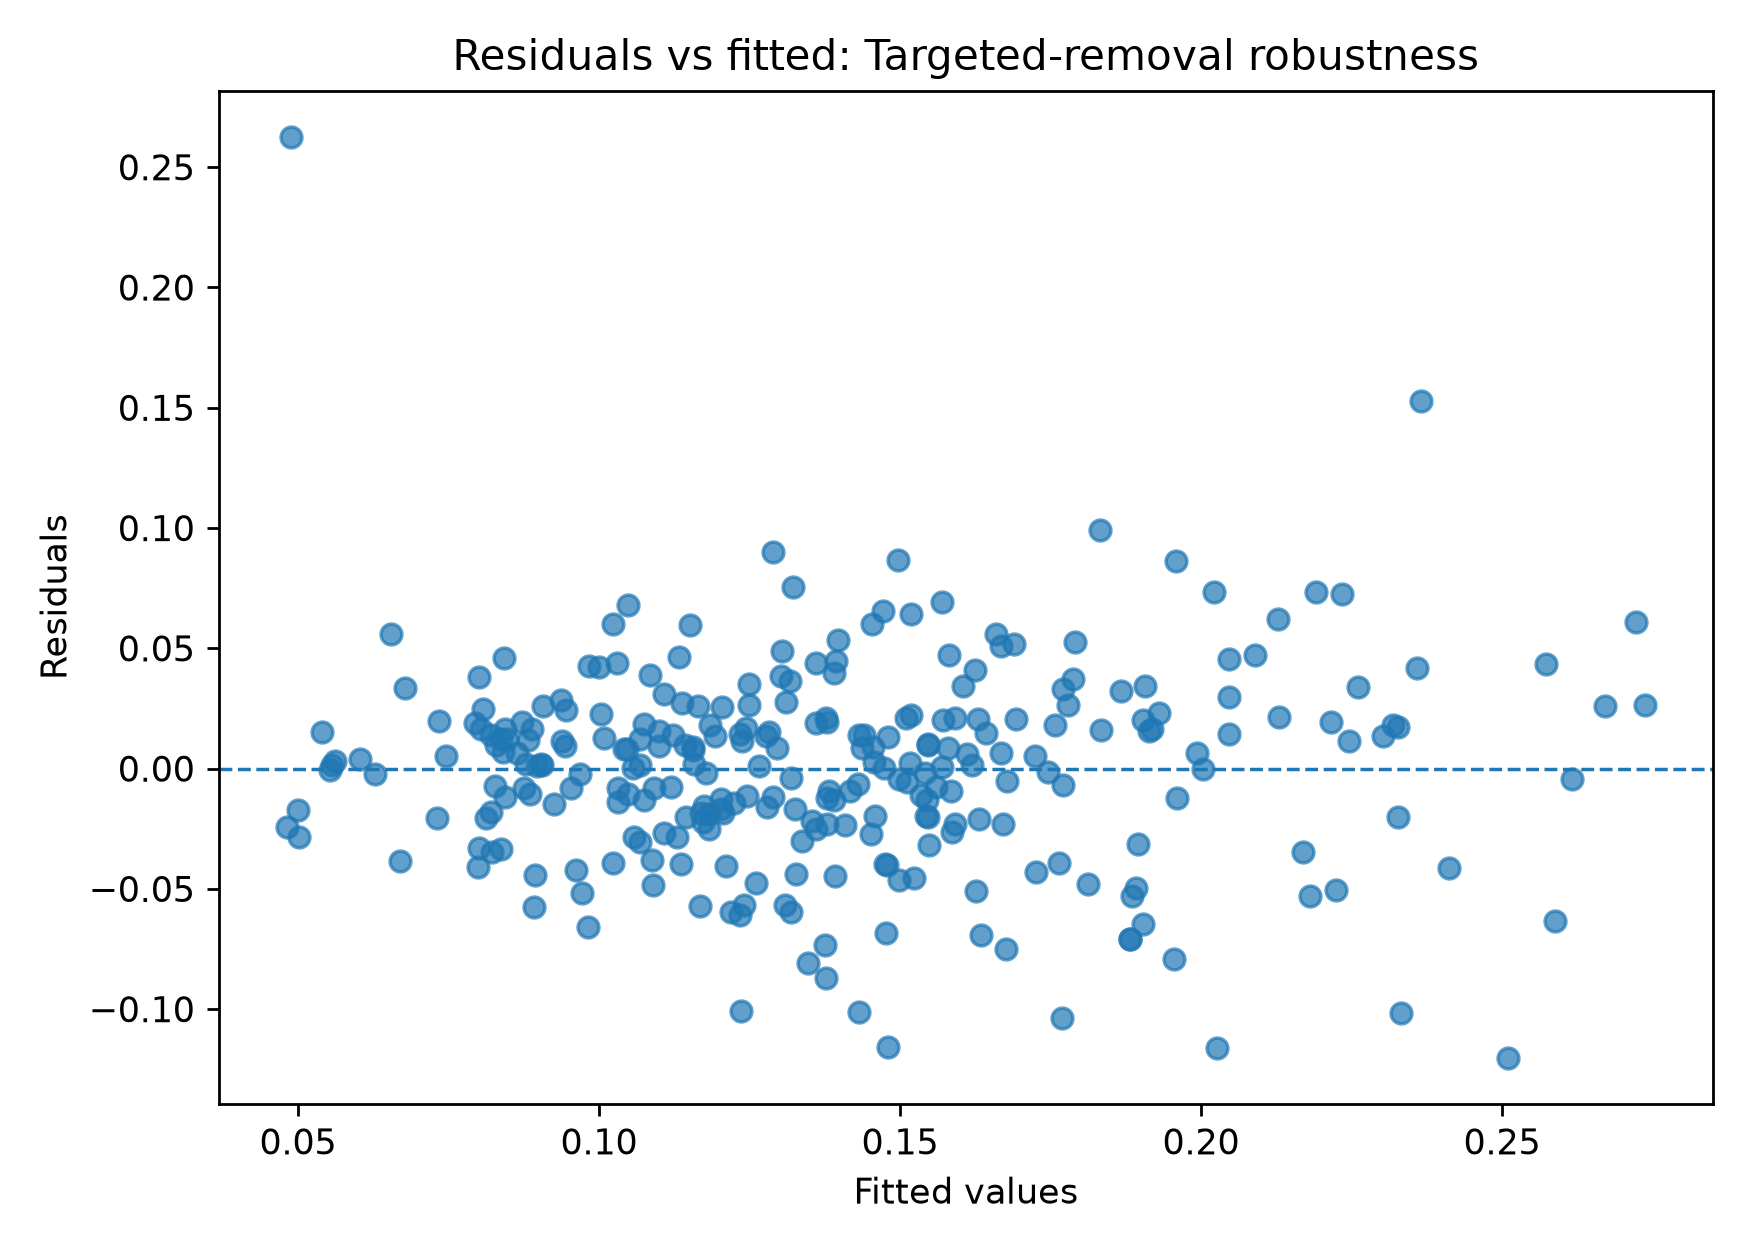 Residuals vs fitted: Targeted-removal robustness
Residuals
0.25
0.20
0.15
0.10
0.05
0.00
−0.05
−0.10
0.05 0.10 0.15 0.20 0.25
Fitted values